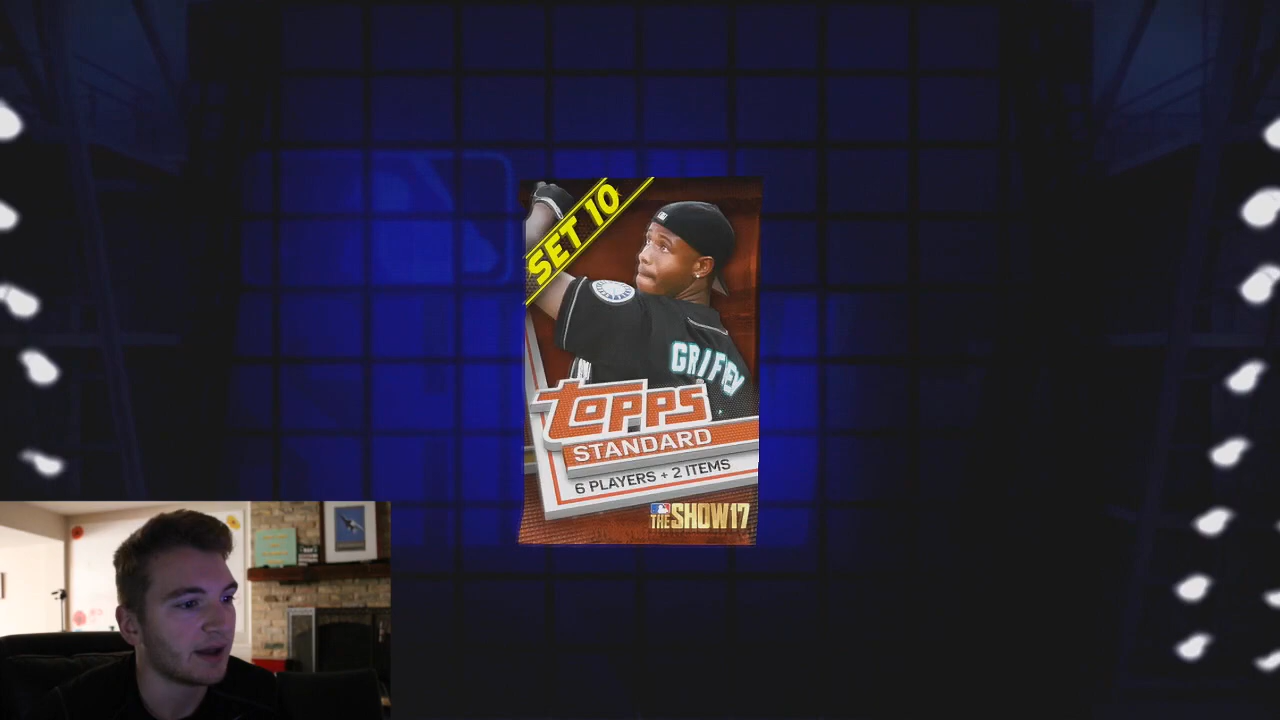 SET 10
GRIFFEY
topps
STANDARD
6 PLAYERS + 2 ITEMS
THE SHOW17